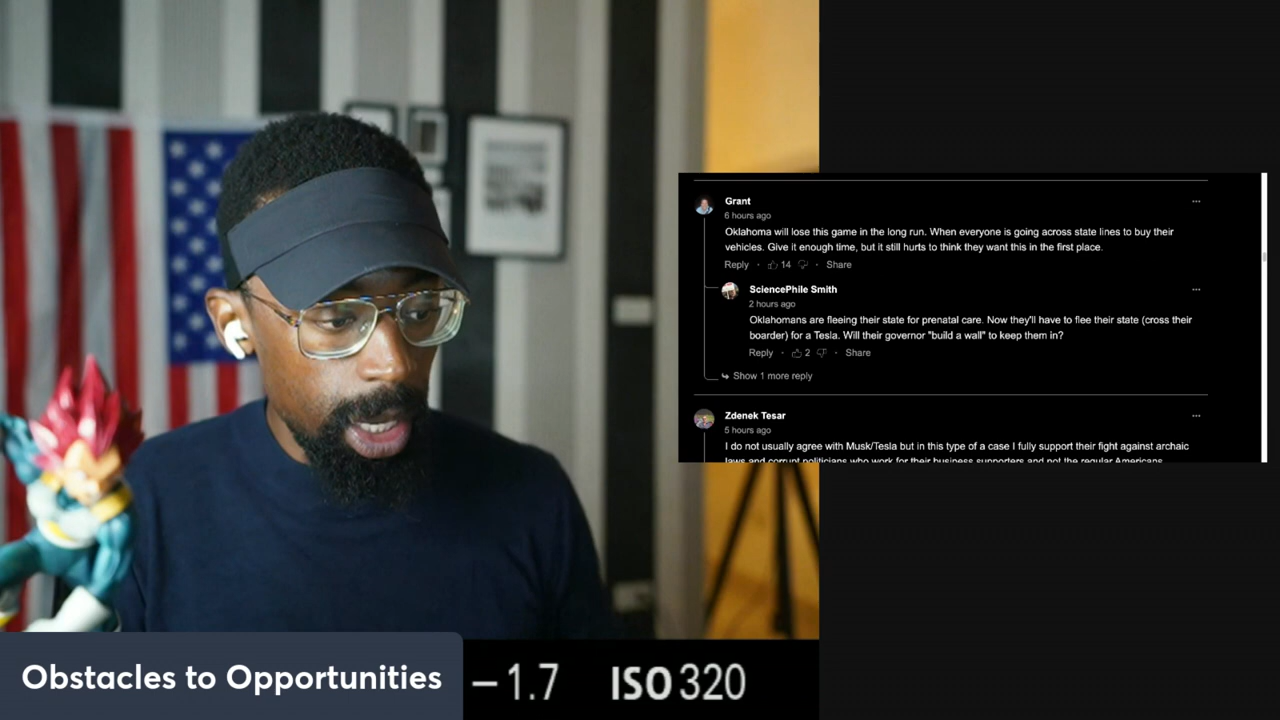 Grant
6 hours ago
Oklahoma will lose this game in the long run. When everyone is going across state lines to buy their
vehicles. Give it enough time, but it still hurts to think they want this in the first place.
Reply · 14 · Share
SciencePhile Smith
2 hours ago
Oklahomans are fleeing their state for prenatal care. Now they'll have to flee their state (cross their
boarder) for a Tesla. Will their governor "build a wall" to keep them in?
Reply · 2 · Share
Show 1 more reply
Zdenek Tesar
5 hours ago
I do not usually agree with Musk/Tesla but in this type of a case I fully support their fight against archaic
laws and corrupt politicians who work for their business supporters and not the regular Americans.
Obstacles to Opportunities
−1.7 ISO 320